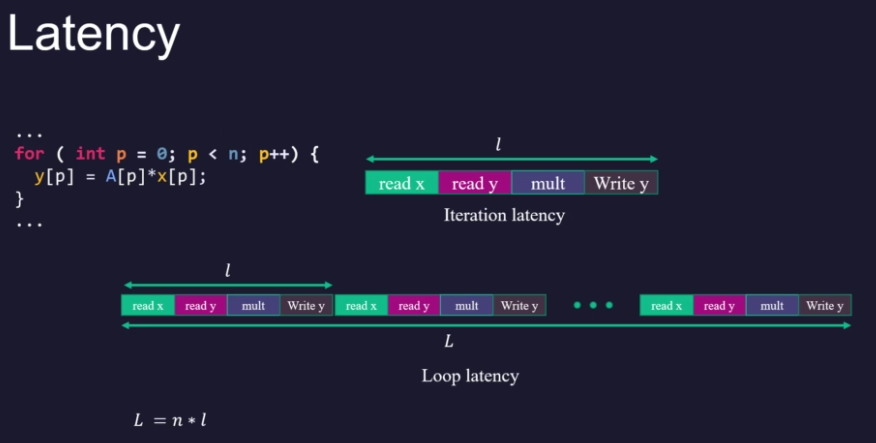 Latency
...
for ( int p = 0; p < n; p++) {
y[p] = A[p]*x[p];
}
...
l
read x read y mult Write y
Iteration latency
l
read x read y mult Write y read x read y mult Write y • • • read x read y mult Write y
L
Loop latency
L = n * l